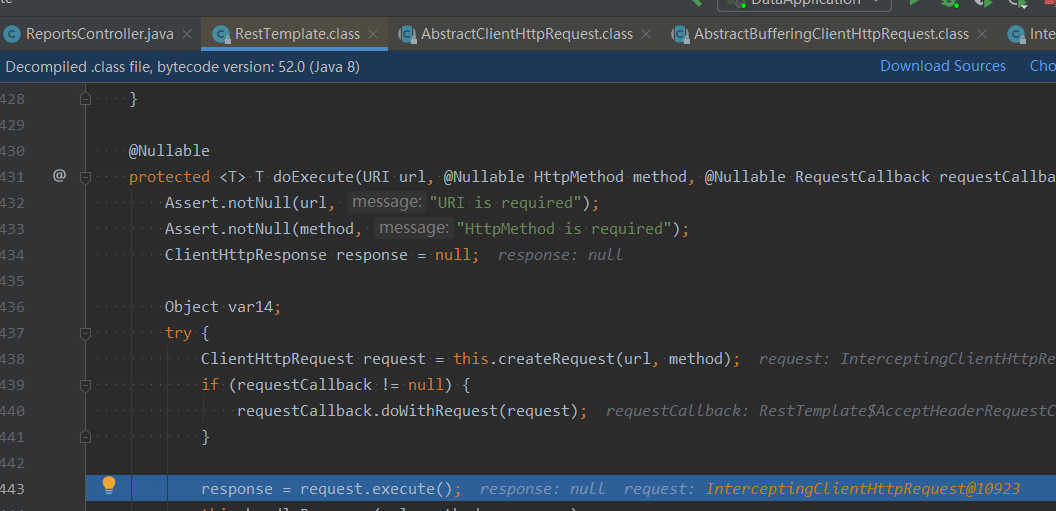 DataApplication
ReportsController.java RestTemplate.class AbstractClientHttpRequest.class AbstractBufferingClientHttpRequest.class Inte
Decompiled .class file, bytecode version: 52.0 (Java 8) Download Sources Cho
428 }
429
430 @Nullable
431 @ protected <T> T doExecute(URI url, @Nullable HttpMethod method, @Nullable RequestCallback requestCallba
432 Assert.notNull(url, message: "URI is required");
433 Assert.notNull(method, message: "HttpMethod is required");
434 ClientHttpResponse response = null; response: null
435
436 Object var14;
437 try {
438 ClientHttpRequest request = this.createRequest(url, method); request: InterceptingClientHttpRe
439 if (requestCallback != null) {
440 requestCallback.doWithRequest(request); requestCallback: RestTemplate$AcceptHeaderRequestC
441 }
442
443 response = request.execute(); response: null request: InterceptingClientHttpRequest@10923